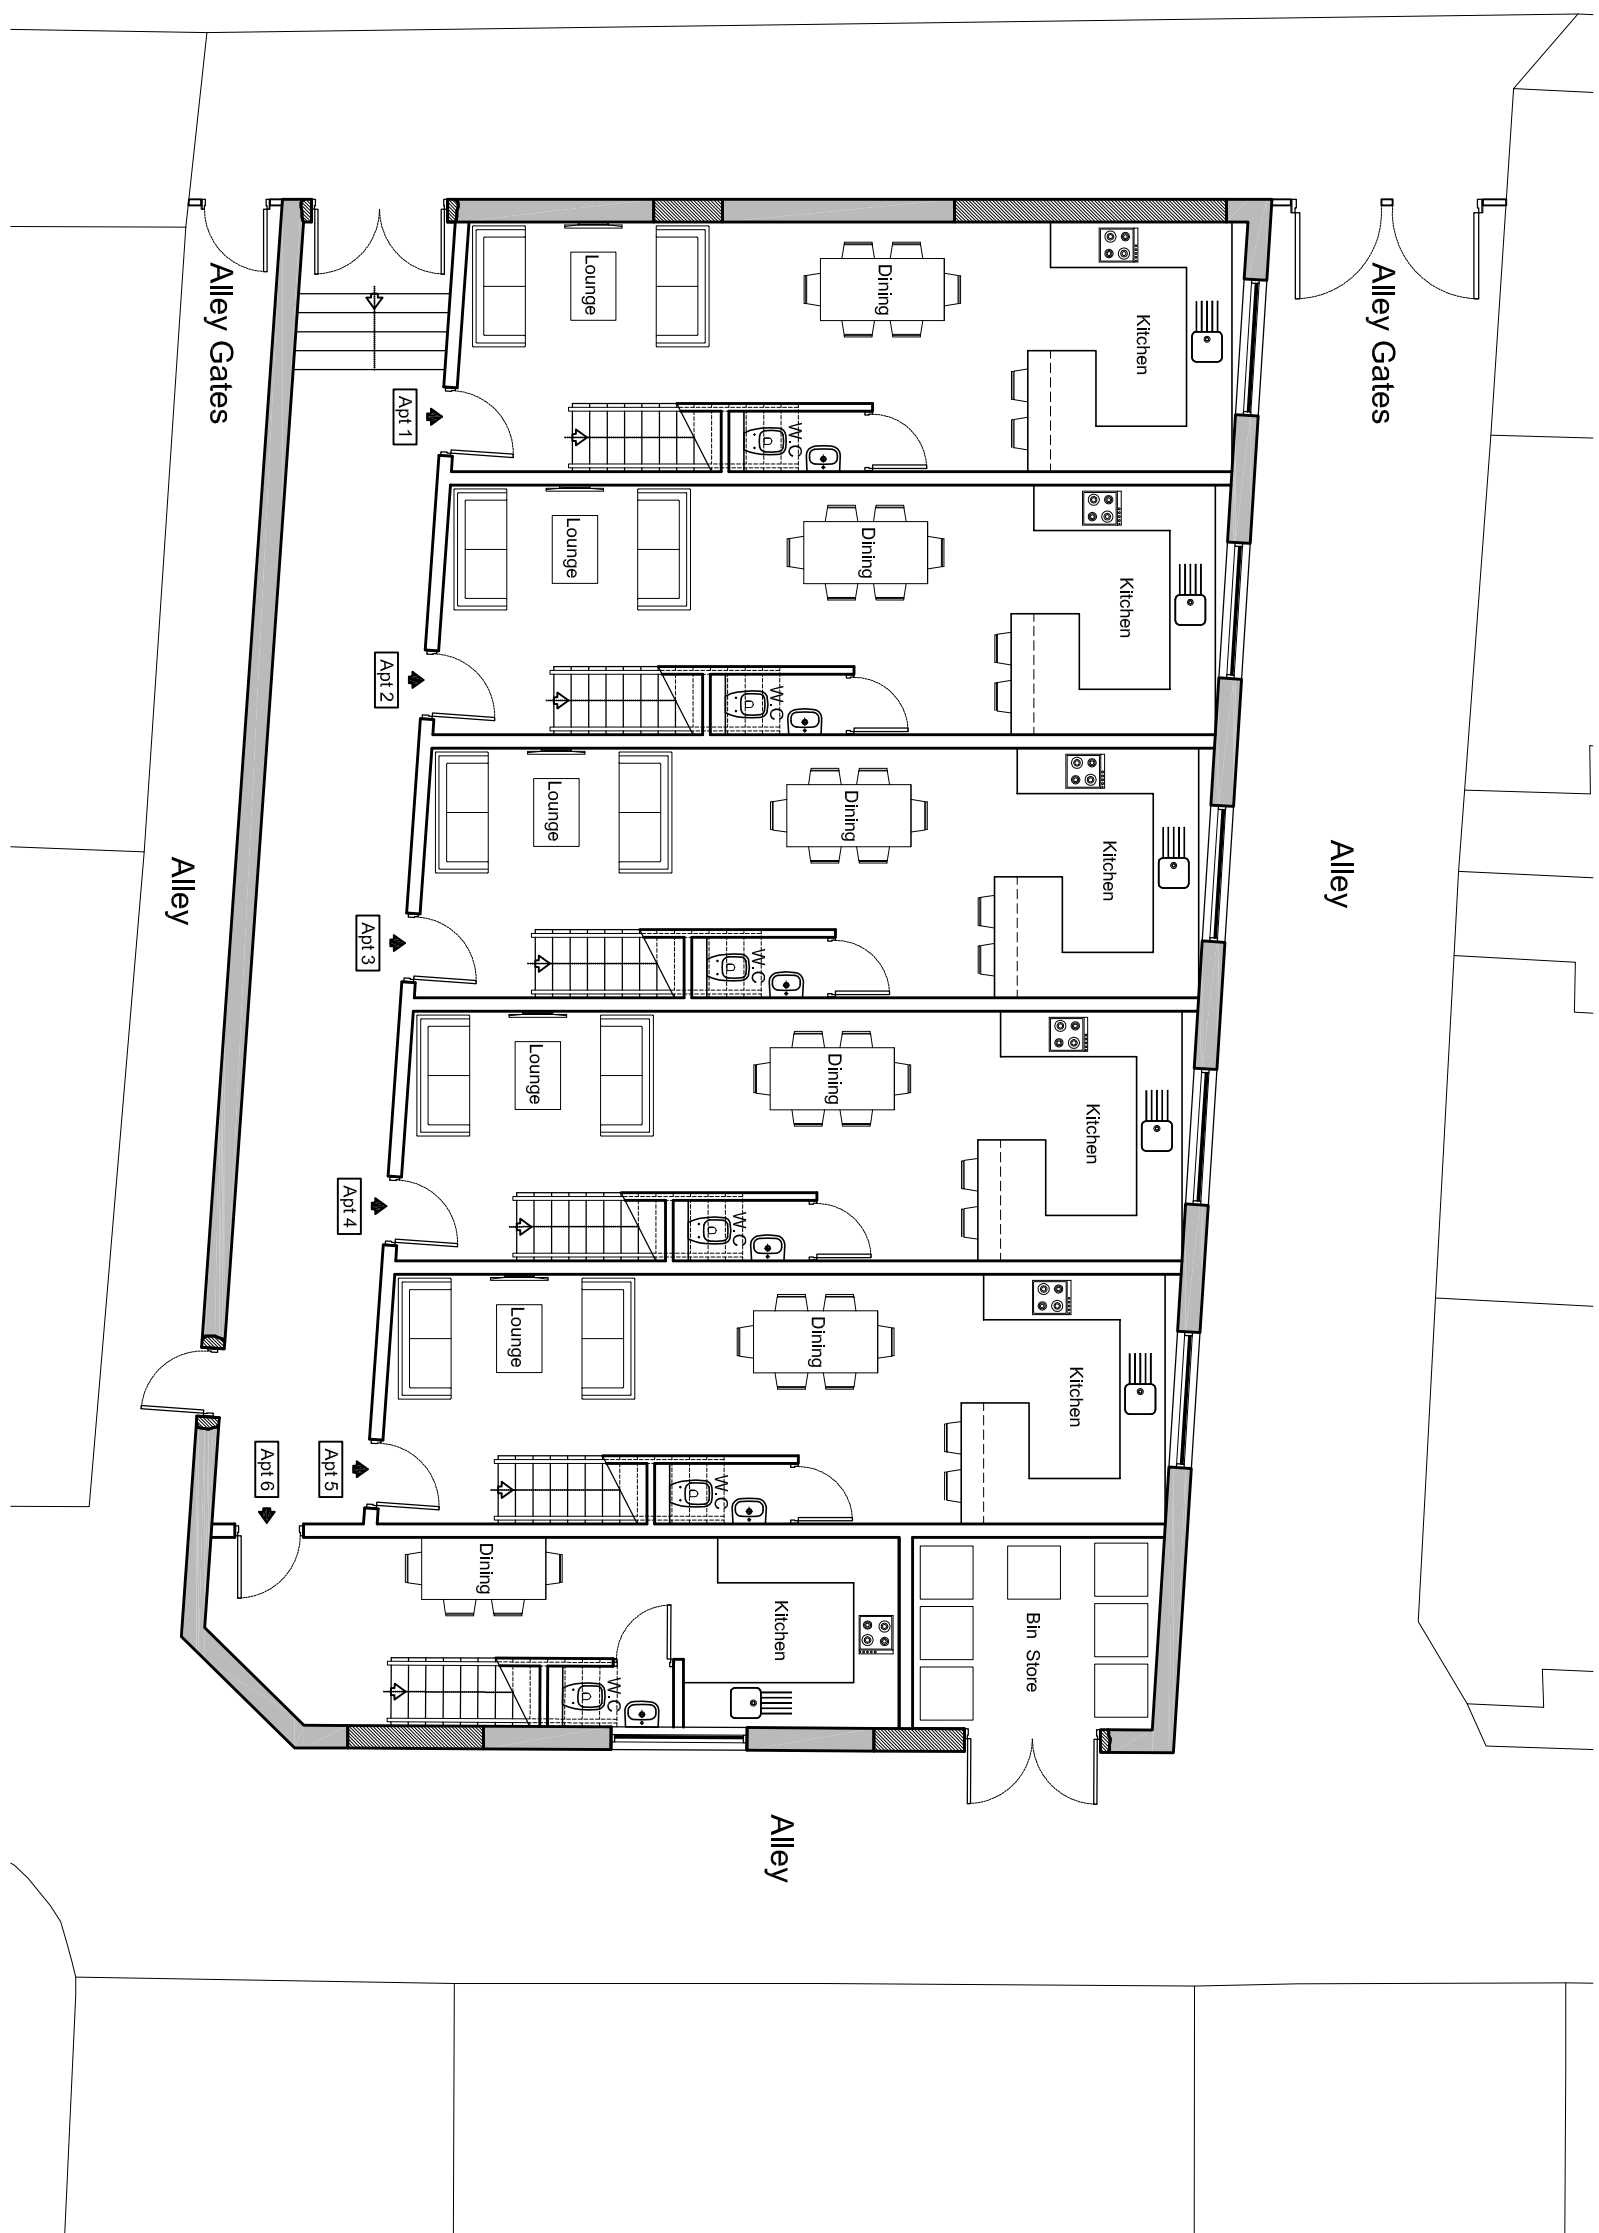 Alley Gates
Alley Gates
Lounge
Dining
Kitchen
W.C
Apt 1
Lounge
Dining
Kitchen
W.C
Apt 2
Lounge
Dining
Kitchen
W.C
Apt 3
Alley
Alley
Lounge
Dining
Kitchen
W.C
Apt 4
Lounge
Dining
Kitchen
W.C
Apt 5
Apt 6
Dining
Kitchen
W.C
Bin Store
Alley